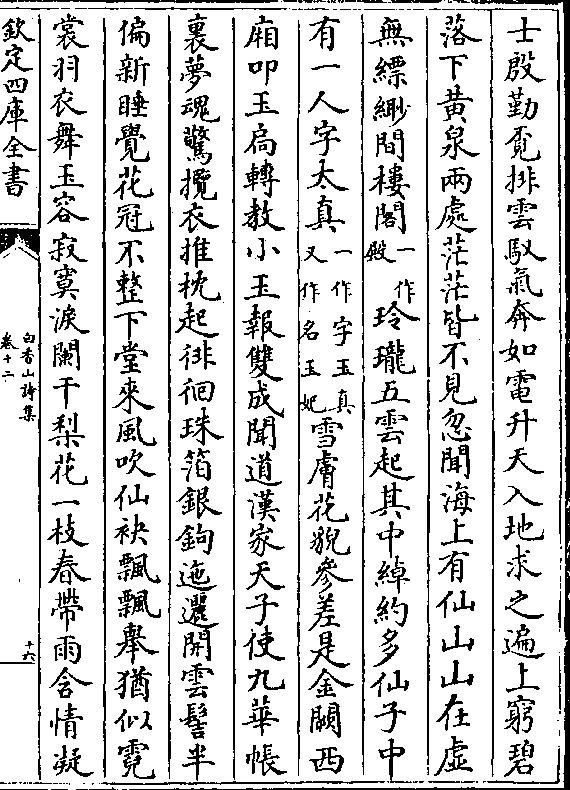 士殷勤覓排雲馭氣奔如電升天入地求之遍上窮碧
落下黃泉兩處茫茫皆不見忽聞海上有仙山山在虛
無縹緲間樓閣一作殿玲瓏五雲起其中綽約多仙子中
有一人字太真一作字玉真又作名玉妃雪膚花貌參差是金闕西
廂叩玉扃轉教小玉報雙成聞道漢家天子使九華帳
裏夢魂驚攬衣推枕起徘徊珠箔銀鉤迤邐開雲髻半
偏新睡覺花冠不整下堂來風吹仙袂飄飄舉猶似霓
裳羽衣舞玉容寂寞淚闌干梨花一枝春帶雨含情凝
欽定四庫全書
白香山詩集
卷十二
十六